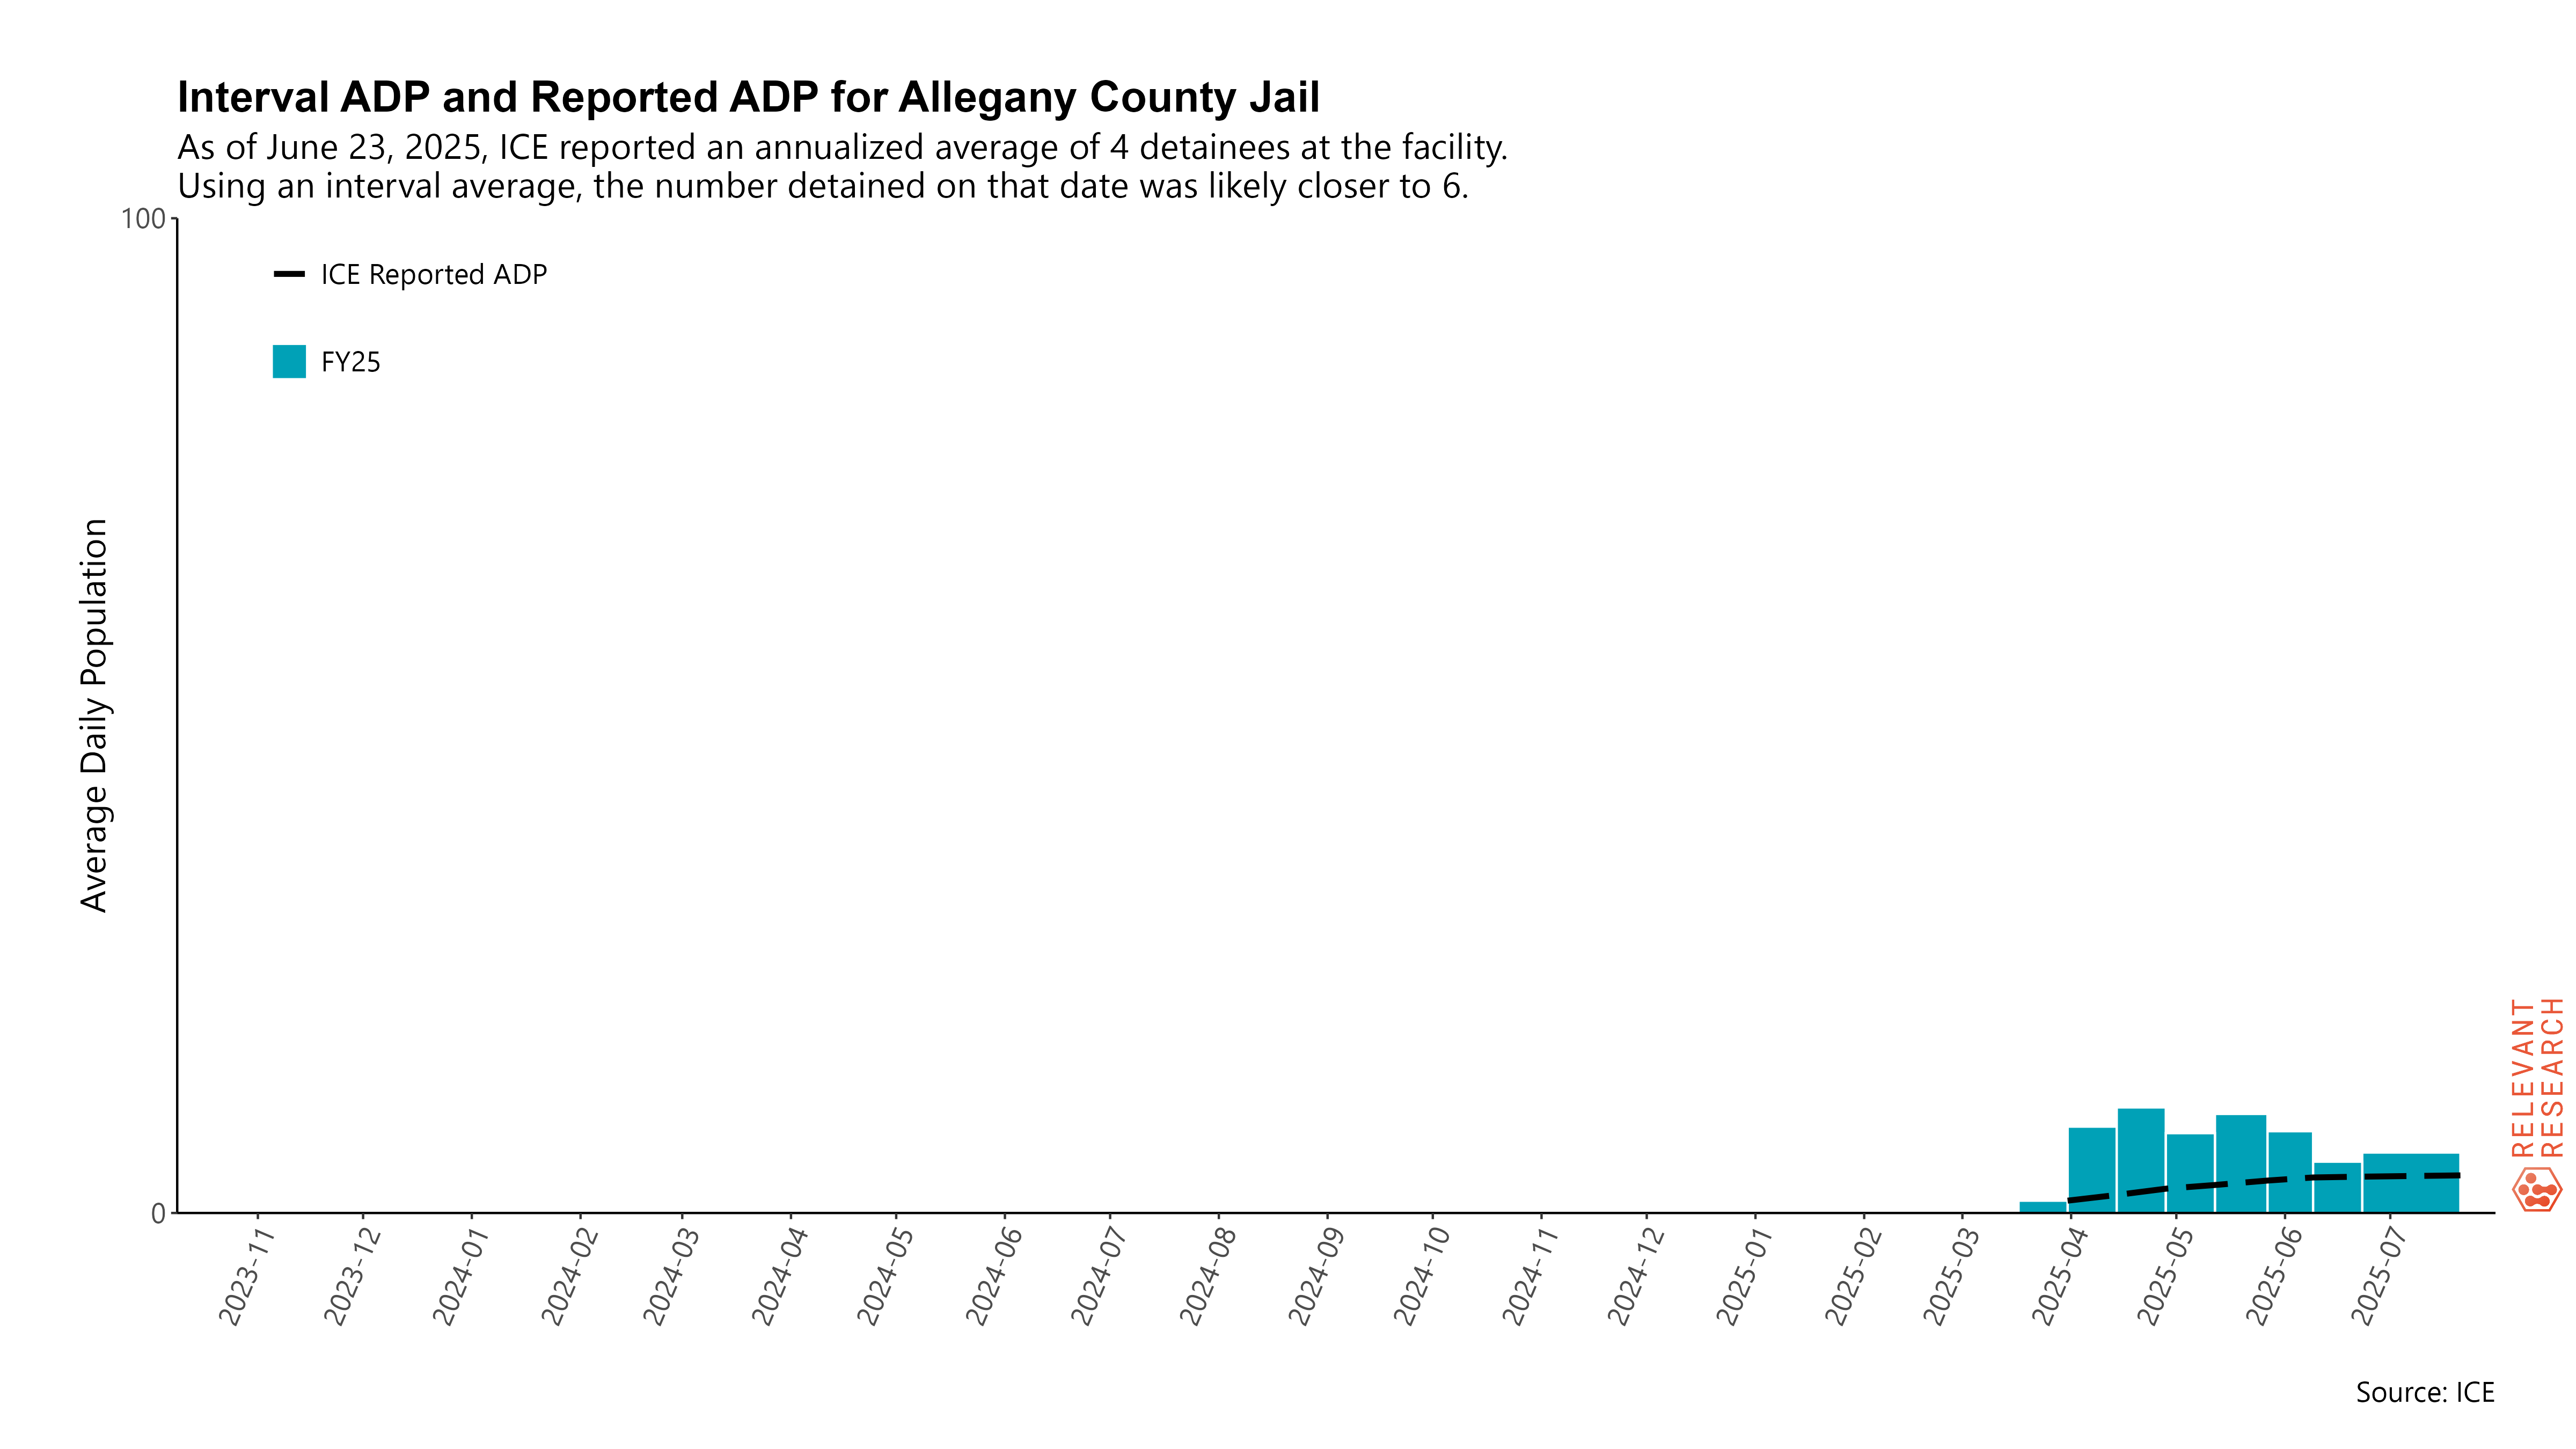 Interval ADP and Reported ADP for Allegany County Jail
As of June 23, 2025, ICE reported an annualized average of 4 detainees at the facility.
Using an interval average, the number detained on that date was likely closer to 6.
100
ICE Reported ADP
FY25
Average Daily Population
0
2023-11
2023-12
2024-01
2024-02
2024-03
2024-04
2024-05
2024-06
2024-07
2024-08
2024-09
2024-10
2024-11
2024-12
2025-01
2025-02
2025-03
2025-04
2025-05
2025-06
2025-07
RELEVANT
RESEARCH
Source: ICE